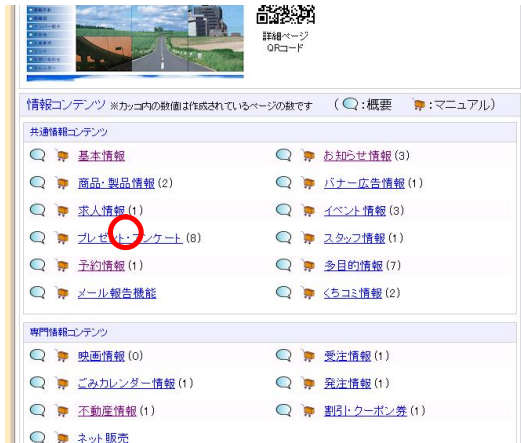 詳細ページ
QRコード
情報コンテンツ ※カッコ内の数値は作成されているページの数です (:概要 :マニュアル)
共通情報コンテンツ
基本情報
お知らせ情報(3)
商品・製品情報(2)
バナー広告情報(1)
求人情報(1)
イベント情報(3)
プレゼント・アンケート(8)
スタッフ情報(1)
予約情報(1)
多目的情報(7)
メール報告機能
くちコミ情報(2)
専門情報コンテンツ
映画情報(0)
受注情報(1)
ごみカレンダー情報(1)
発注情報(1)
不動産情報(1)
割引・クーポン券(1)
ネット販売